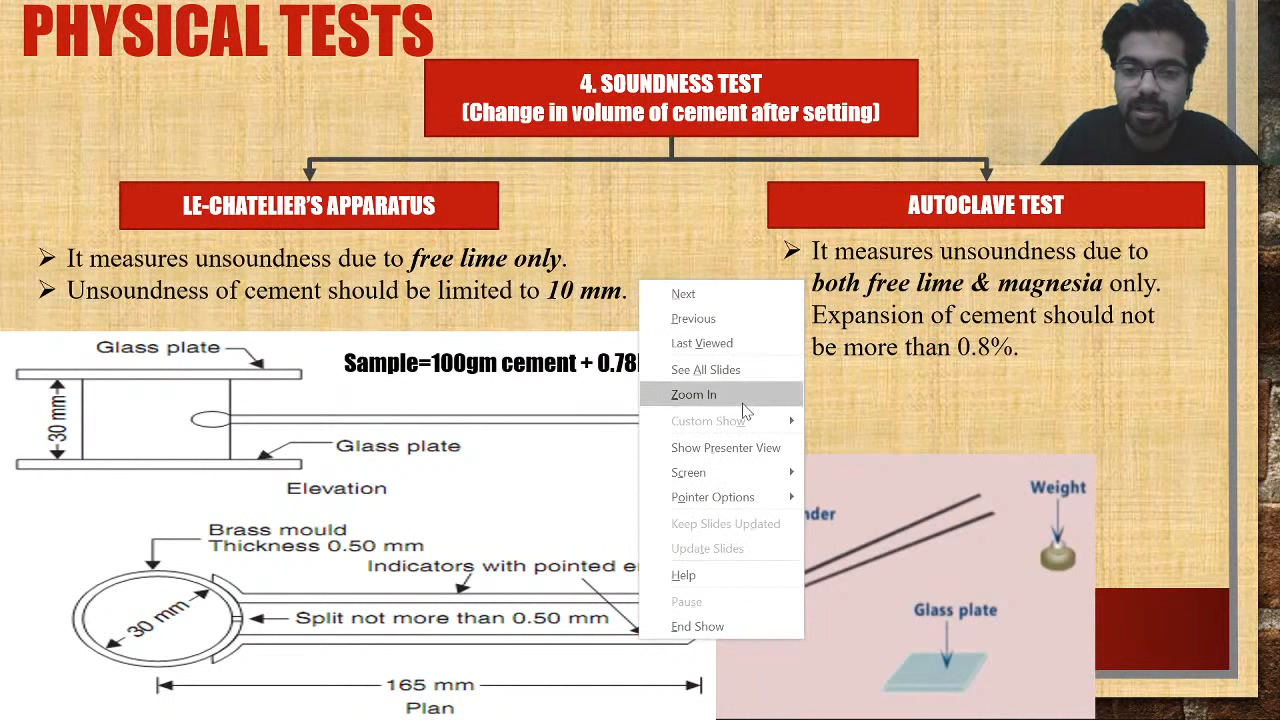 PHYSICAL TESTS
4. SOUNDNESS TEST
(Change in volume of cement after setting)
LE-CHATELIER’S APPARATUS
AUTOCLAVE TEST
➢ It measures unsoundness due to free lime only.
➢ Unsoundness of cement should be limited to 10 mm.
➢ It measures unsoundness due to
both free lime & magnesia only.
Expansion of cement should not
be more than 0.8%.
Sample=100gm cement + 0.78
Glass plate
30 mm
Glass plate
Elevation
Brass mould
Thickness 0.50 mm
Indicators with pointed
Split not more than 0.50 mm
30 mm
165 mm
Plan
Next
Previous
Last Viewed
See All Slides
Zoom In
Custom Show
Show Presenter View
Screen
Pointer Options
Keep Slides Updated
Update Slides
Help
Pause
End Show
Weight
Glass plate